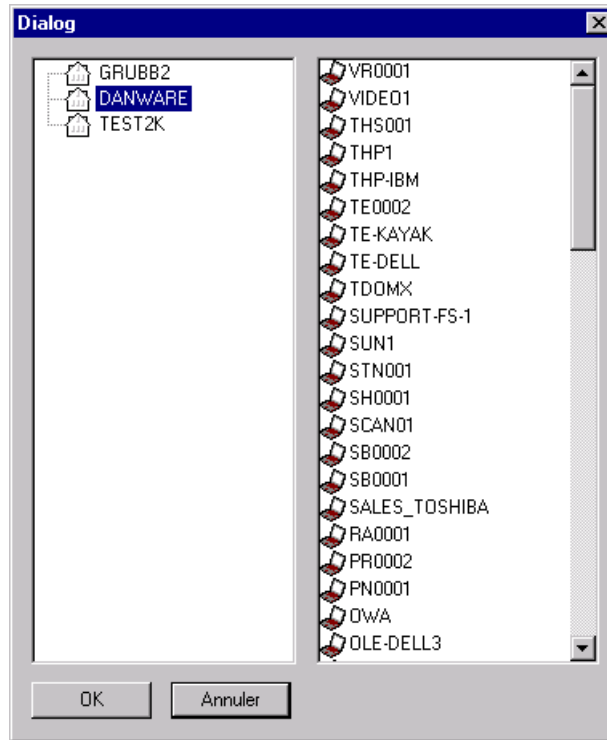 Dialog
GRUBB2
DANWARE
TEST2K
VR0001
VIDEO1
THS001
THP1
THP-IBM
TE0002
TE-KAYAK
TE-DELL
TDOMX
SUPPORT-FS-1
SUN1
STN001
SH0001
SCAN01
SB0002
SB0001
SALES_TOSHIBA
RA0001
PR0002
PN0001
OWA
OLE-DELL3
OK
Annuler